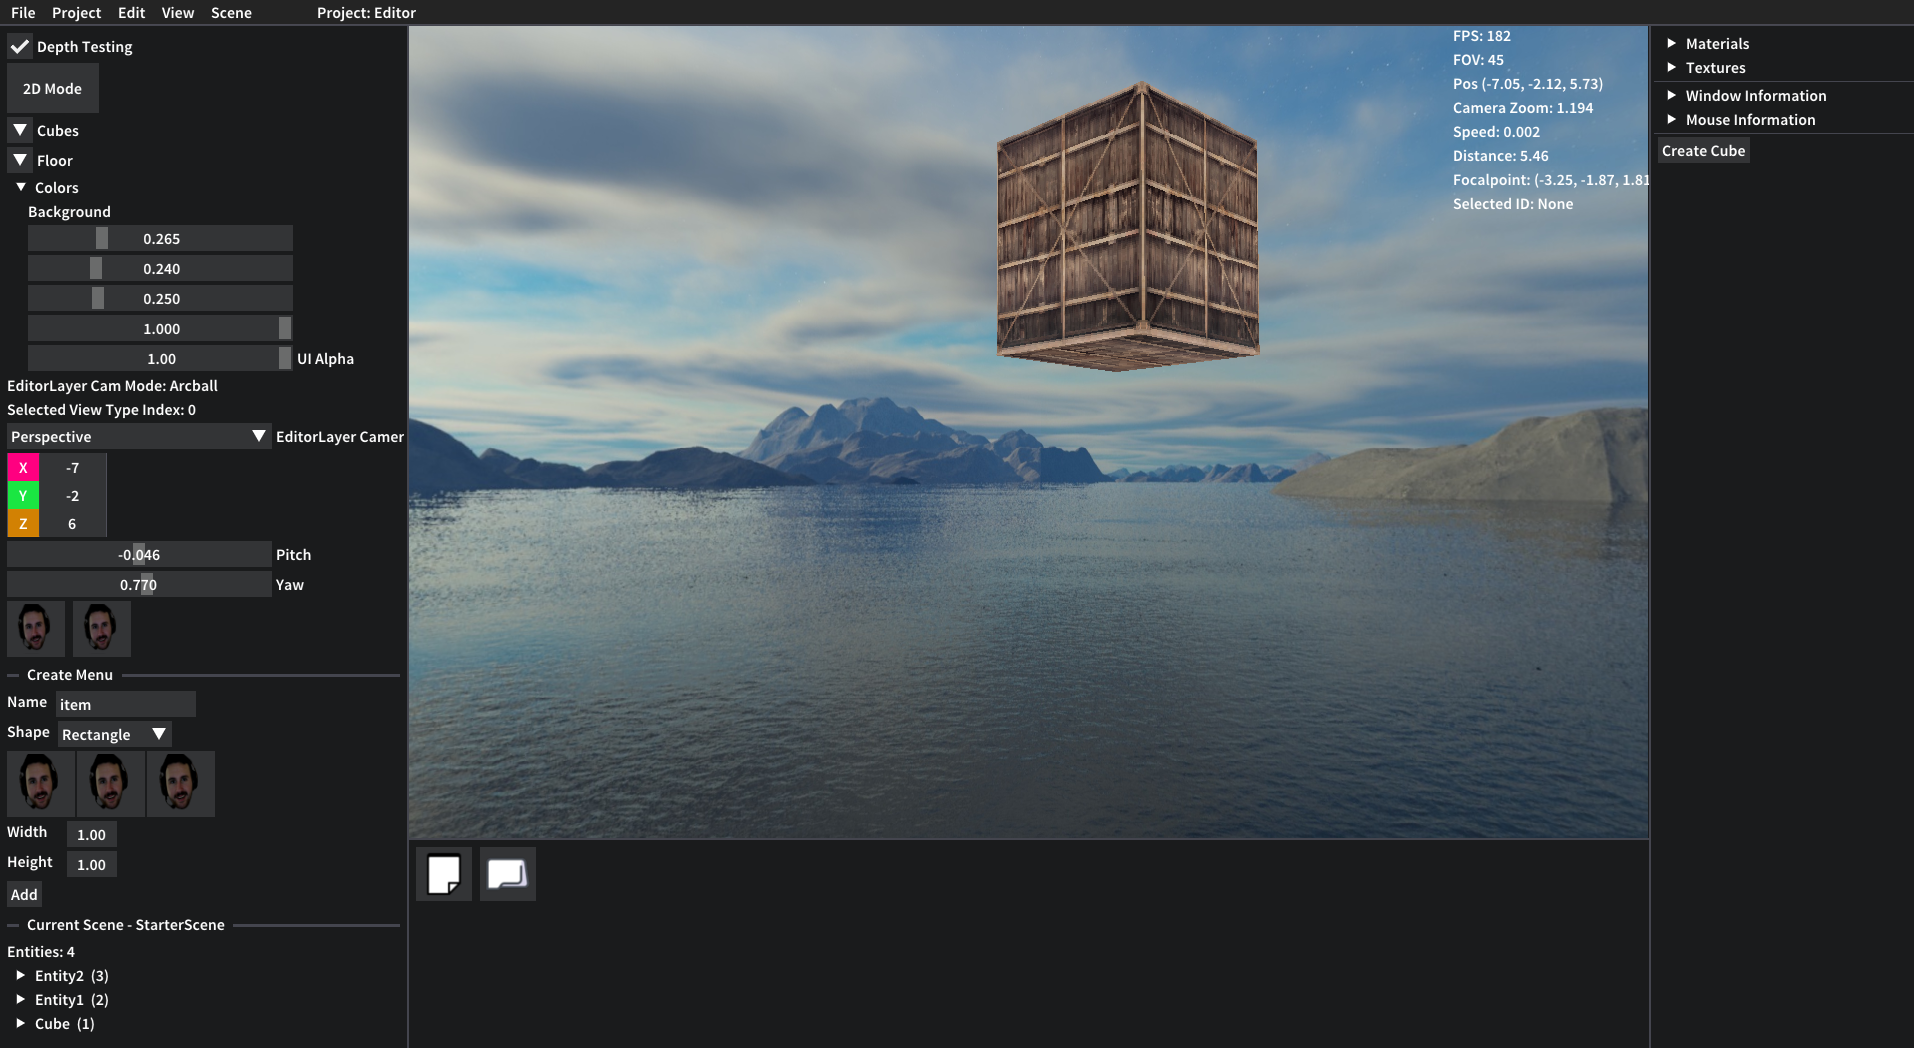 File Project Edit View Scene Project: Editor
Depth Testing
2D Mode
Cubes
Floor
Colors
Background
0.265
0.240
0.250
1.000
1.00 UI Alpha
EditorLayer Cam Mode: Arcball
Selected View Type Index: 0
Perspective EditorLayer Camer
X -7
Y -2
Z 6
-0.046 Pitch
0.770 Yaw
Create Menu
Name item
Shape Rectangle
Width 1.00
Height 1.00
Add
Current Scene - StarterScene
Entities: 4
Entity2 (3)
Entity1 (2)
Cube (1)
FPS: 182
FOV: 45
Pos (-7.05, -2.12, 5.73)
Camera Zoom: 1.194
Speed: 0.002
Distance: 5.46
Focalpoint: (-3.25, -1.87, 1.81
Selected ID: None
Materials
Textures
Window Information
Mouse Information
Create Cube